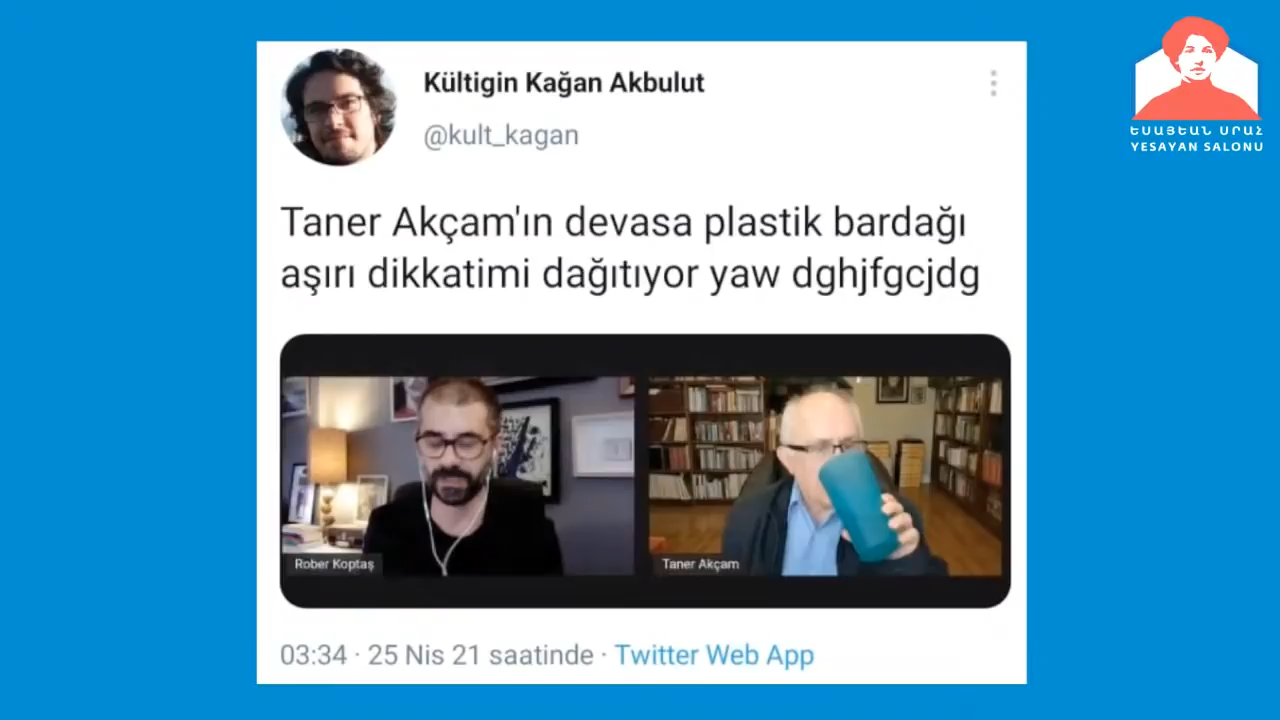 Kültigin Kağan Akbulut
@kult_kagan
ԵՍԱՅԵԱՆ ՍՐԱՀ
YESAYAN SALONU
Taner Akçam'ın devasa plastik bardağı
aşırı dikkatimi dağıtıyor yaw dghjfgcjdg
Rober Koptaş
Taner Akçam
03:34 · 25 Nis 21 saatinde · Twitter Web App